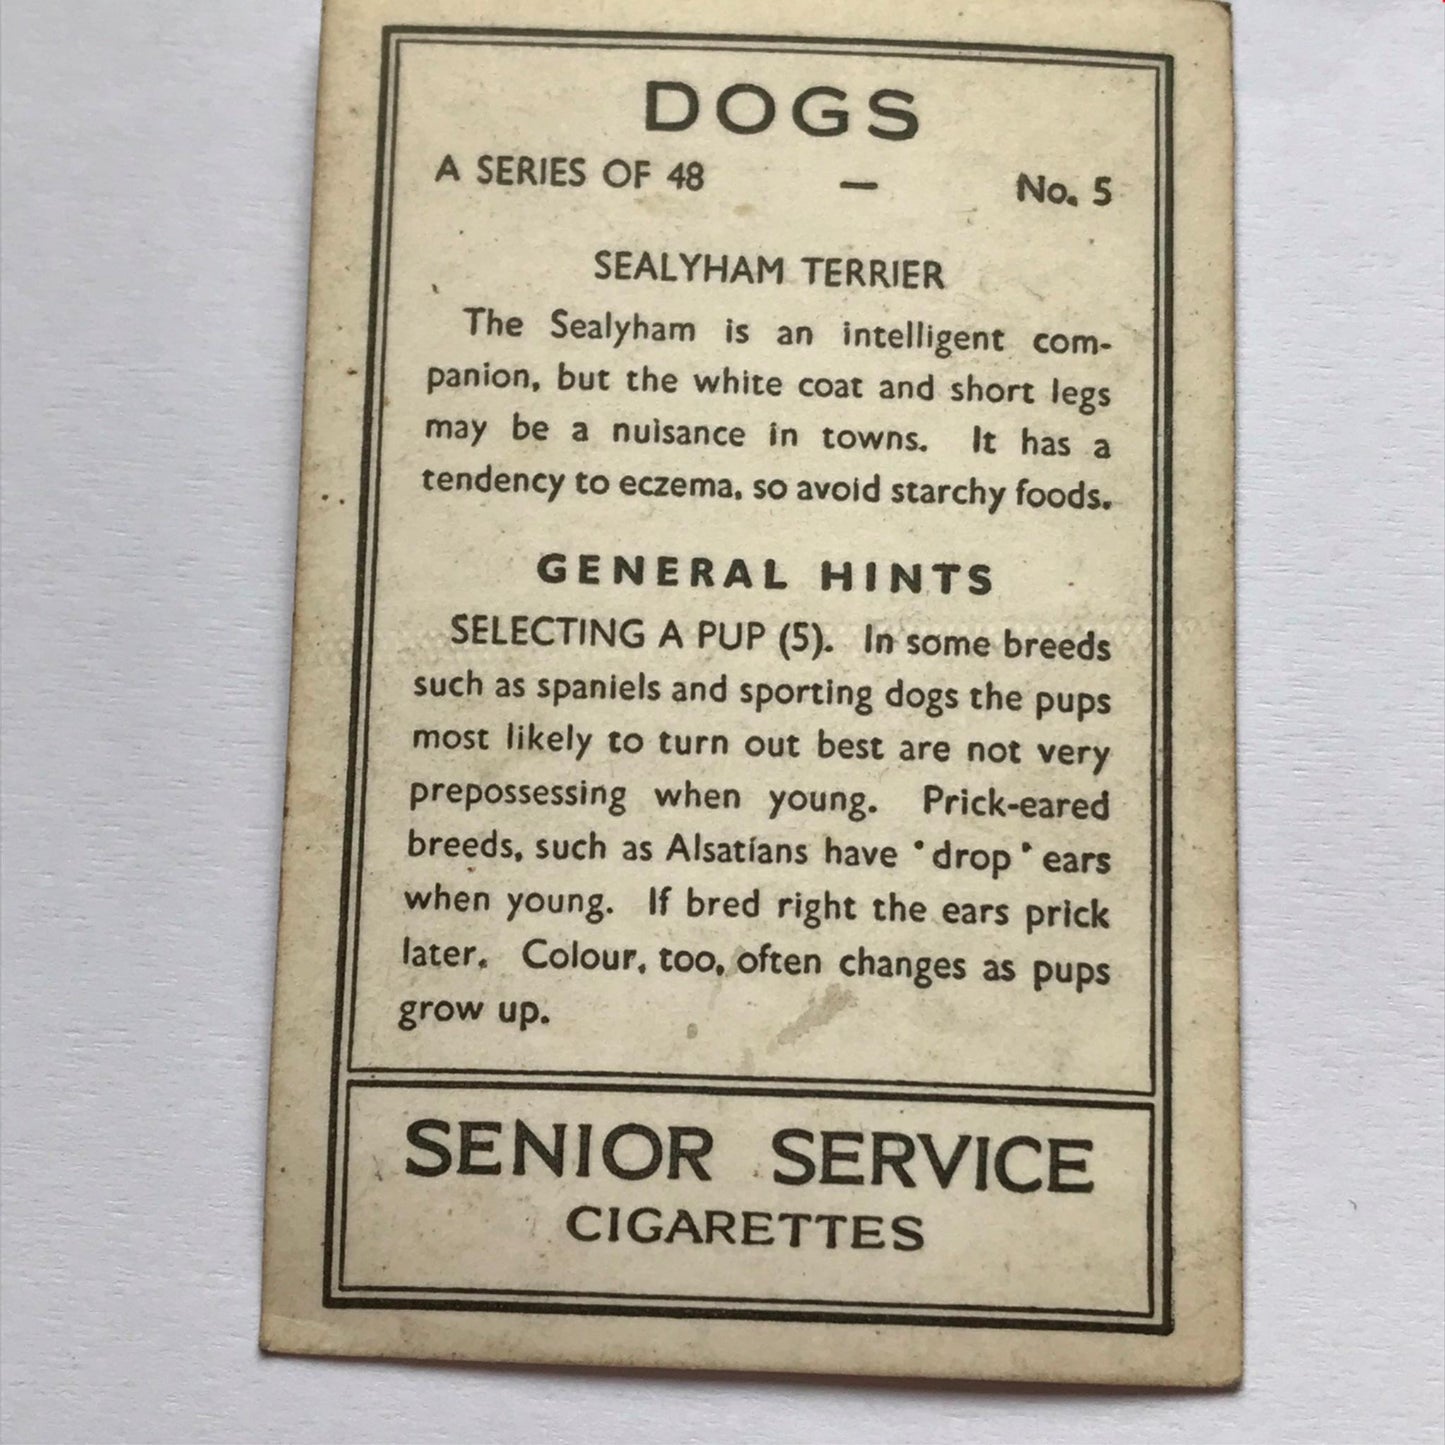 DOGS
A SERIES OF 48 — No. 5
SEALYHAM TERRIER
The Sealyham is an intelligent com-
panion, but the white coat and short legs
may be a nuisance in towns. It has a
tendency to eczema, so avoid starchy foods.
GENERAL HINTS
SELECTING A PUP (5). In some breeds
such as spaniels and sporting dogs the pups
most likely to turn out best are not very
prepossessing when young. Prick-eared
breeds, such as Alsatians have ‘drop’ ears
when young. If bred right the ears prick
later. Colour, too, often changes as pups
grow up.
SENIOR SERVICE
CIGARETTES